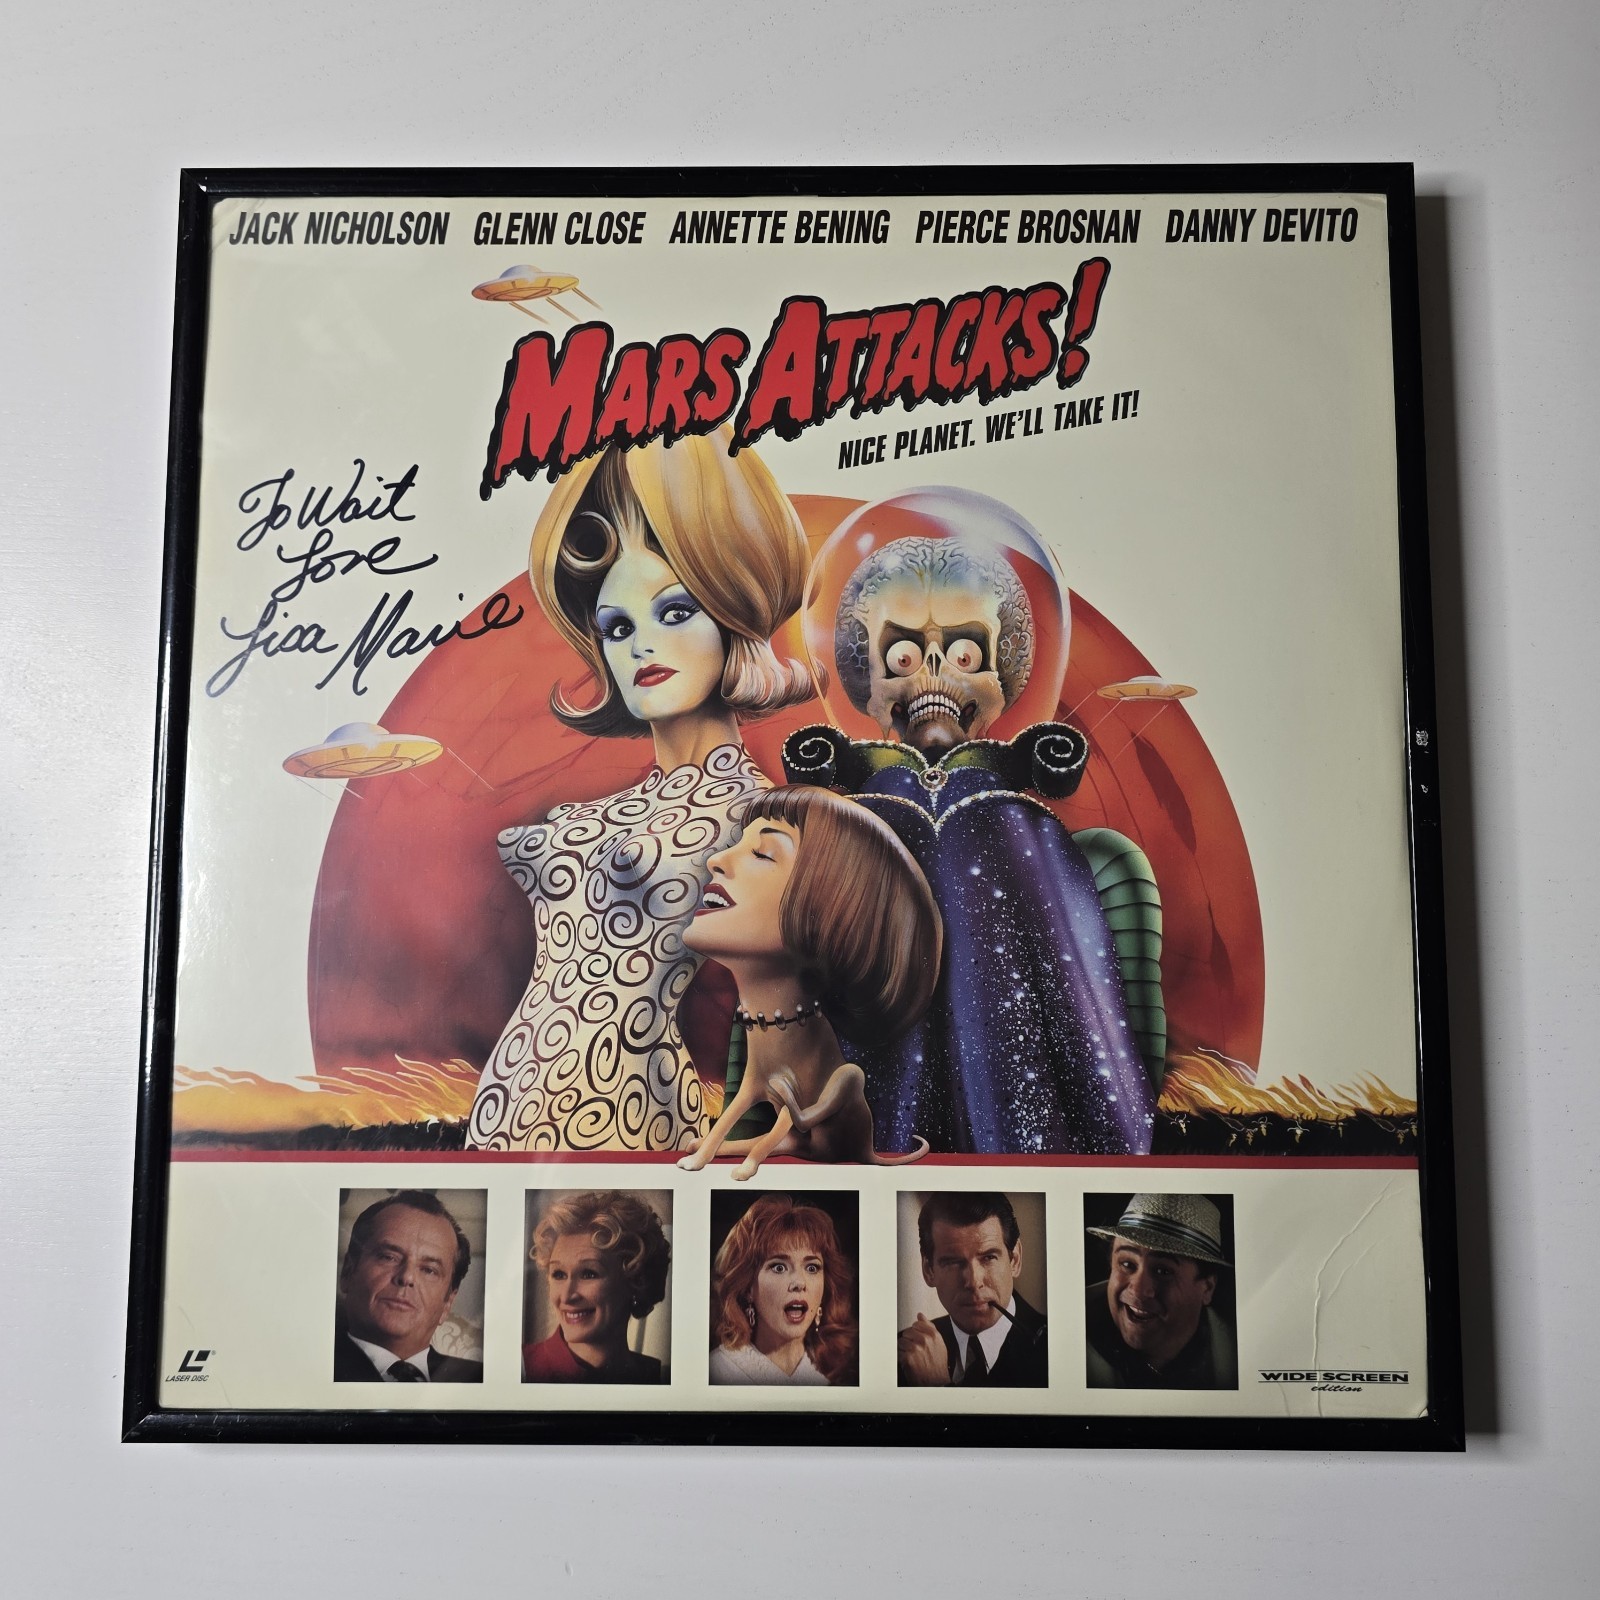 JACK NICHOLSON GLENN CLOSE ANNETTE BENING PIERCE BROSNAN DANNY DEVITO
MARS ATTACKS!
NICE PLANET. WE'LL TAKE IT!
To Wait
Love
Lisa Marie
LASER DISC
WIDE SCREEN
edition